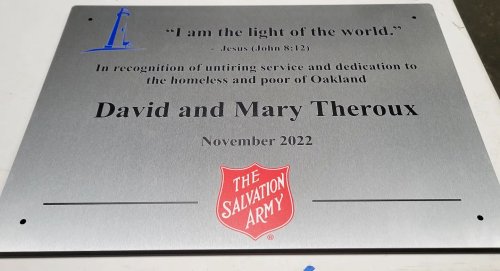 “I am the light of the world.”
- Jesus (John 8:12)
In recognition of untiring service and dedication to
the homeless and poor of Oakland
David and Mary Theroux
November 2022
THE
SALVATION
ARMY
®